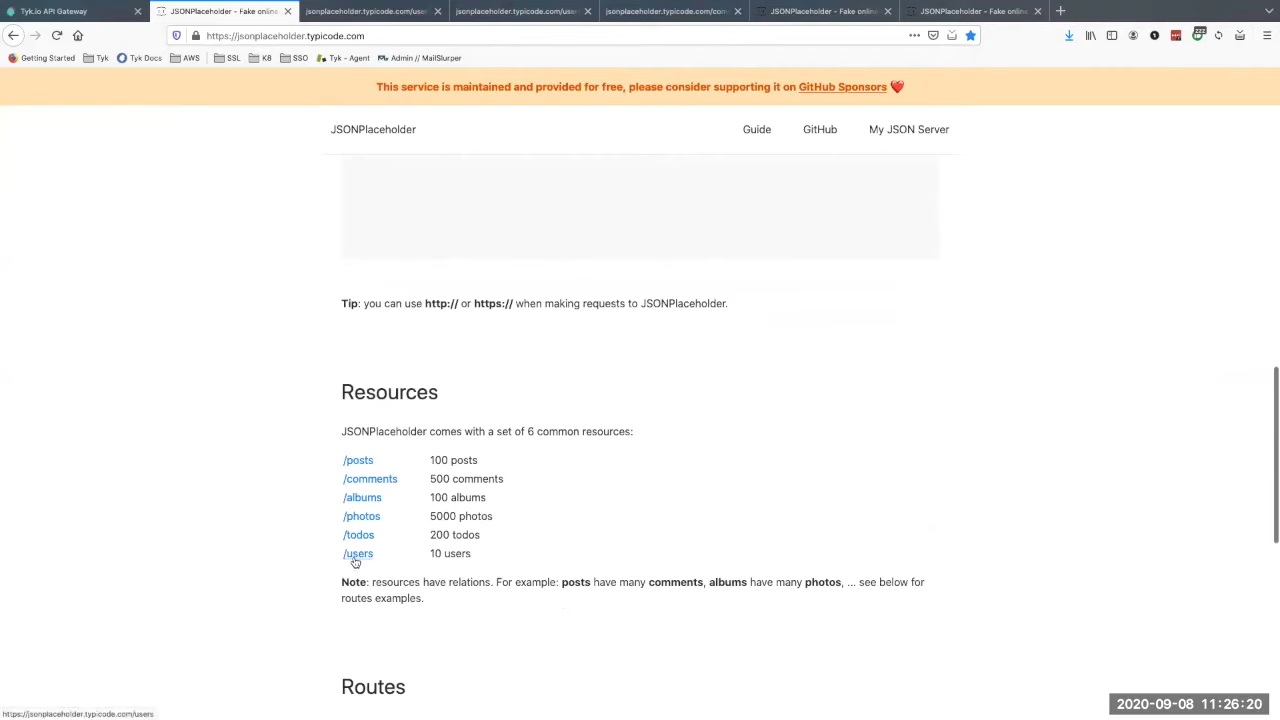 Tyk.io API Gateway
JSONPlaceholder - Fake online
jsonplaceholder.typicode.com/user
jsonplaceholder.typicode.com/user
jsonplaceholder.typicode.com/com
JSONPlaceholder - Fake online
JSONPlaceholder - Fake online
https://jsonplaceholder.typicode.com
Getting Started
Tyk
Tyk Docs
AWS
SSL
K8
SSO
Tyk - Agent
Admin // MailSlurper
This service is maintained and provided for free, please consider supporting it on GitHub Sponsors ❤️
JSONPlaceholder
Guide
GitHub
My JSON Server
Tip: you can use http:// or https:// when making requests to JSONPlaceholder.
Resources
JSONPlaceholder comes with a set of 6 common resources:
/posts 100 posts
/comments 500 comments
/albums 100 albums
/photos 5000 photos
/todos 200 todos
/users 10 users
Note: resources have relations. For example: posts have many comments, albums have many photos, ... see below for
routes examples.
Routes
https://jsonplaceholder.typicode.com/users
2020-09-08 11:26:20